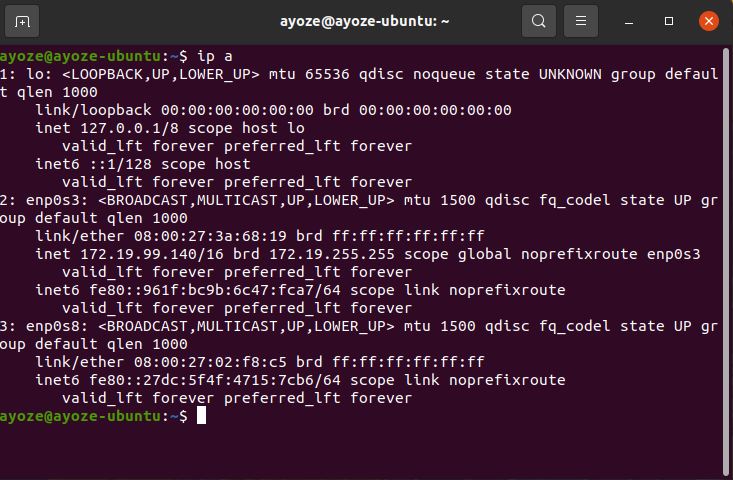 ayoze@ayoze-ubuntu: ~
ayoze@ayoze-ubuntu:~$ ip a
1: lo: <LOOPBACK,UP,LOWER_UP> mtu 65536 qdisc noqueue state UNKNOWN group defaul
t qlen 1000
    link/loopback 00:00:00:00:00:00 brd 00:00:00:00:00:00
    inet 127.0.0.1/8 scope host lo
       valid_lft forever preferred_lft forever
    inet6 ::1/128 scope host
       valid_lft forever preferred_lft forever
2: enp0s3: <BROADCAST,MULTICAST,UP,LOWER_UP> mtu 1500 qdisc fq_codel state UP gr
oup default qlen 1000
    link/ether 08:00:27:3a:68:19 brd ff:ff:ff:ff:ff:ff
    inet 172.19.99.140/16 brd 172.19.255.255 scope global noprefixroute enp0s3
       valid_lft forever preferred_lft forever
    inet6 fe80::961f:bc9b:6c47:fca7/64 scope link noprefixroute
       valid_lft forever preferred_lft forever
3: enp0s8: <BROADCAST,MULTICAST,UP,LOWER_UP> mtu 1500 qdisc fq_codel state UP gr
oup default qlen 1000
    link/ether 08:00:27:02:f8:c5 brd ff:ff:ff:ff:ff:ff
    inet6 fe80::27dc:5f4f:4715:7cb6/64 scope link noprefixroute
       valid_lft forever preferred_lft forever
ayoze@ayoze-ubuntu:~$